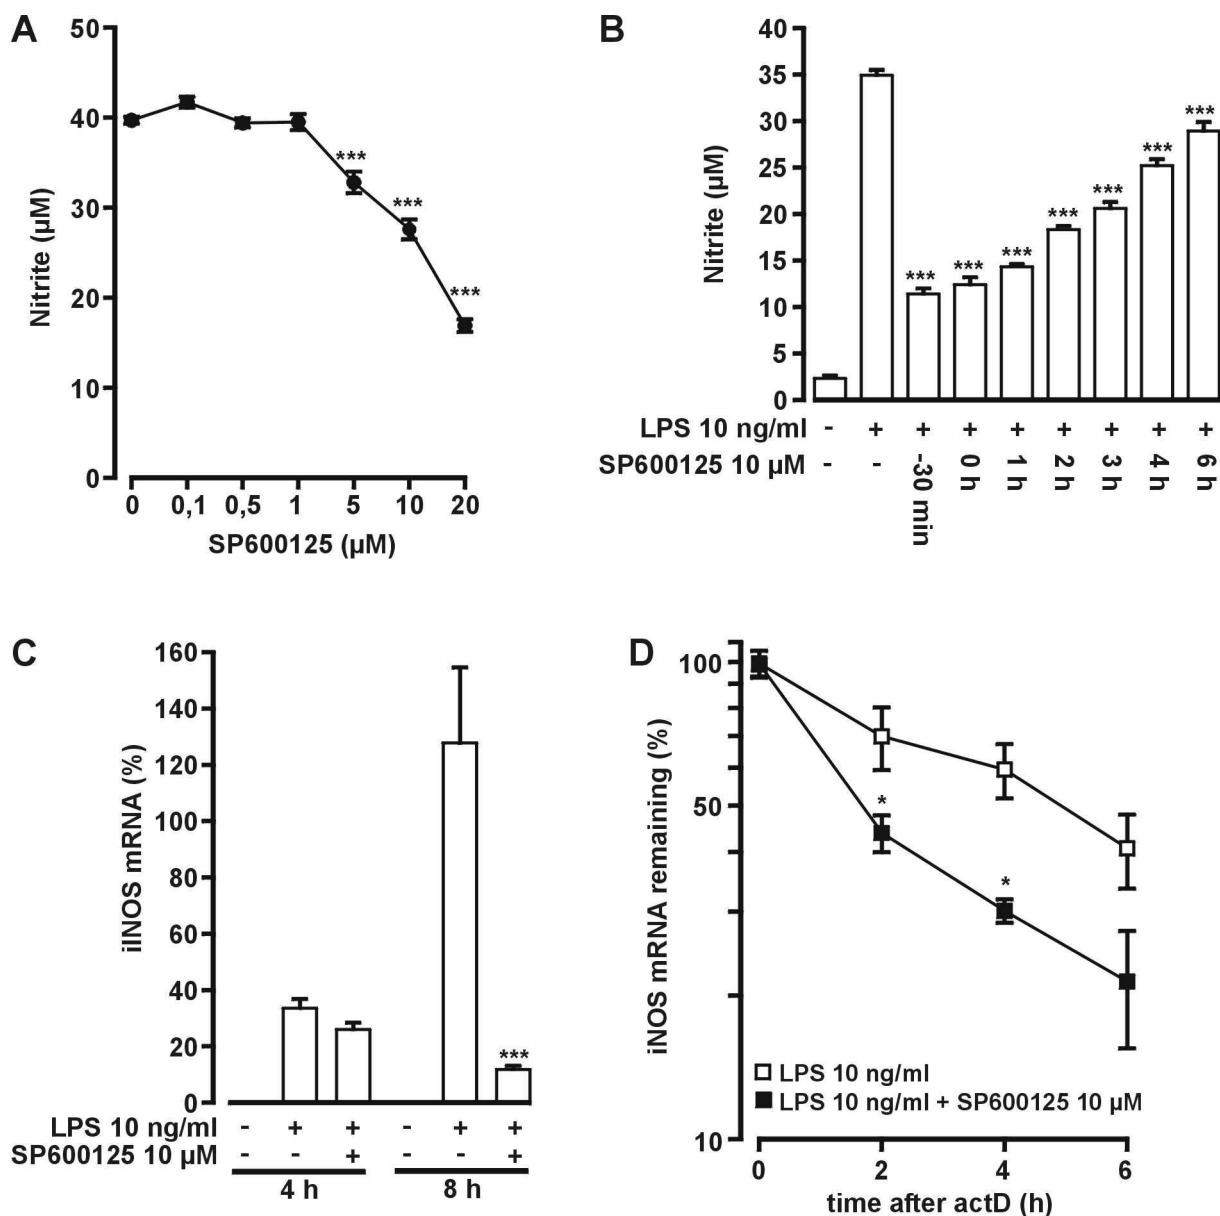 A
50
40
30
20
10
0
Nitrite (µM)
***
***
***
0 0,1 0,5 1 5 10 20
SP600125 (µM)
B
40
35
30
25
20
15
10
5
0
Nitrite (µM)
*** *** *** *** *** *** ***
LPS 10 ng/ml - + + + + + + + +
SP600125 10 µM - - -30 min 0 h 1 h 2 h 3 h 4 h 6 h
C
160
140
120
100
80
60
40
20
0
iINOS mRNA (%)
***
LPS 10 ng/ml - + + - + +
SP600125 10 µM - - + - - +
4 h 8 h
D
100
50
20
10
iNOS mRNA remaining (%)
*
*
LPS 10 ng/ml
LPS 10 ng/ml + SP600125 10 µM
0 2 4 6
time after actD (h)